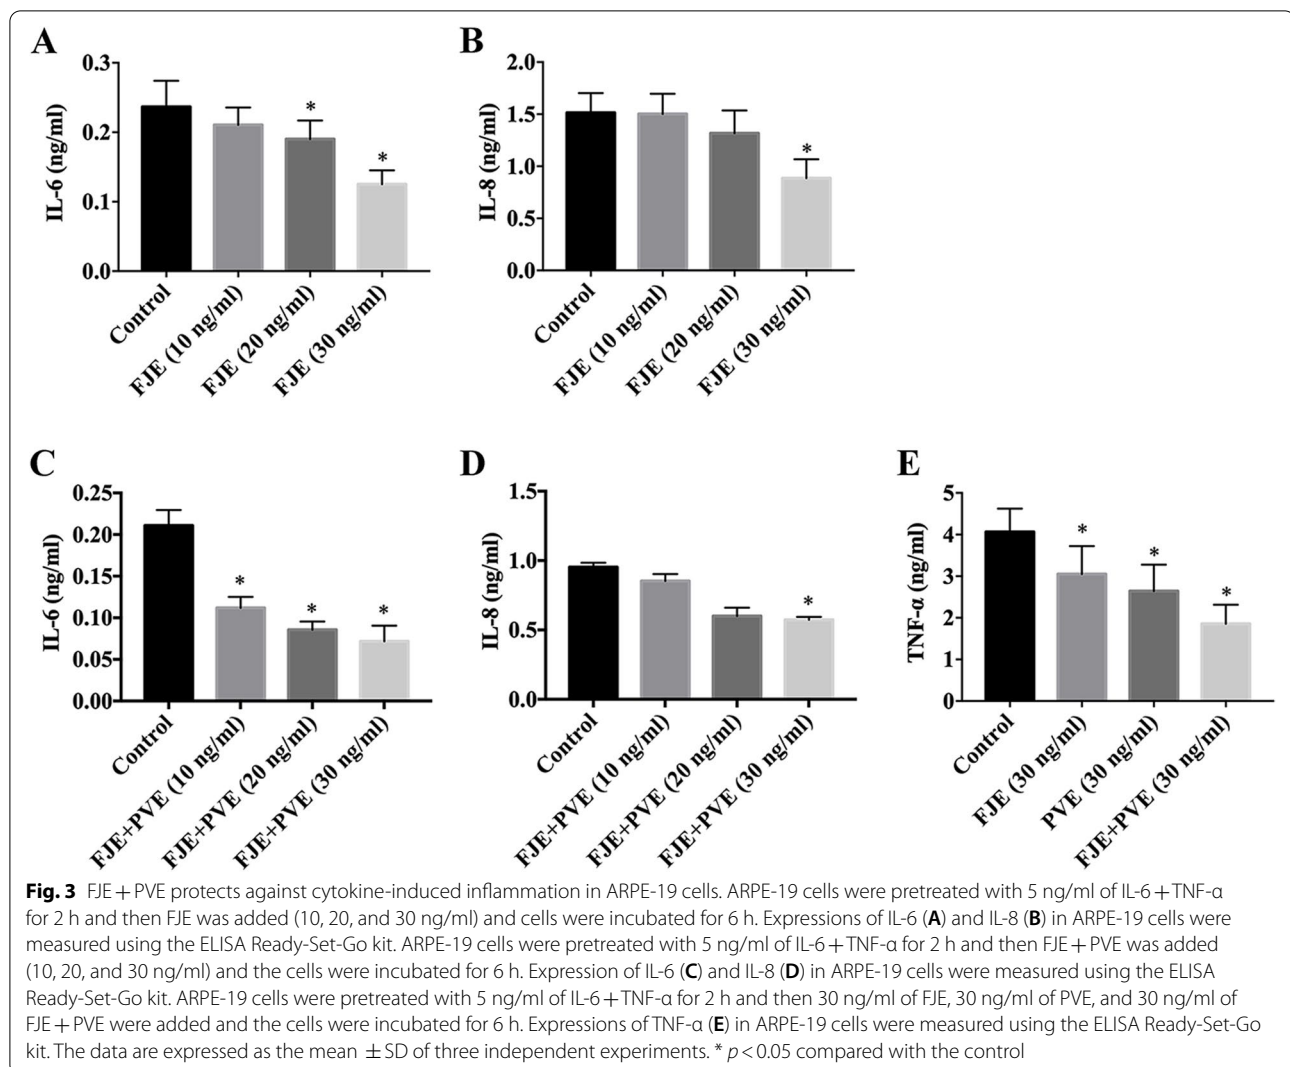 A
IL-6 (ng/ml)
0.3
0.2
0.1
0.0
*
*
Control
FJE (10 ng/ml)
FJE (20 ng/ml)
FJE (30 ng/ml)
B
IL-8 (ng/ml)
2.0
1.5
1.0
0.5
0.0
*
Control
FJE (10 ng/ml)
FJE (20 ng/ml)
FJE (30 ng/ml)
C
IL-6 (ng/ml)
0.25
0.20
0.15
0.10
0.05
0.00
*
*
*
Control
FJE+PVE (10 ng/ml)
FJE+PVE (20 ng/ml)
FJE+PVE (30 ng/ml)
D
IL-8 (ng/ml)
1.5
1.0
0.5
0.0
*
Control
FJE+PVE (10 ng/ml)
FJE+PVE (20 ng/ml)
FJE+PVE (30 ng/ml)
E
TNF-α (ng/ml)
5
4
3
2
1
0
*
*
*
Control
FJE (30 ng/ml)
PVE (30 ng/ml)
FJE+PVE (30 ng/ml)
Fig. 3 FJE + PVE protects against cytokine-induced inflammation in ARPE-19 cells. ARPE-19 cells were pretreated with 5 ng/ml of IL-6 + TNF-α
for 2 h and then FJE was added (10, 20, and 30 ng/ml) and cells were incubated for 6 h. Expressions of IL-6 (A) and IL-8 (B) in ARPE-19 cells were
measured using the ELISA Ready-Set-Go kit. ARPE-19 cells were pretreated with 5 ng/ml of IL-6 + TNF-α for 2 h and then FJE + PVE was added
(10, 20, and 30 ng/ml) and the cells were incubated for 6 h. Expression of IL-6 (C) and IL-8 (D) in ARPE-19 cells were measured using the ELISA
Ready-Set-Go kit. ARPE-19 cells were pretreated with 5 ng/ml of IL-6 + TNF-α for 2 h and then 30 ng/ml of FJE, 30 ng/ml of PVE, and 30 ng/ml of
FJE + PVE were added and the cells were incubated for 6 h. Expressions of TNF-α (E) in ARPE-19 cells were measured using the ELISA Ready-Set-Go
kit. The data are expressed as the mean ± SD of three independent experiments. * p < 0.05 compared with the control